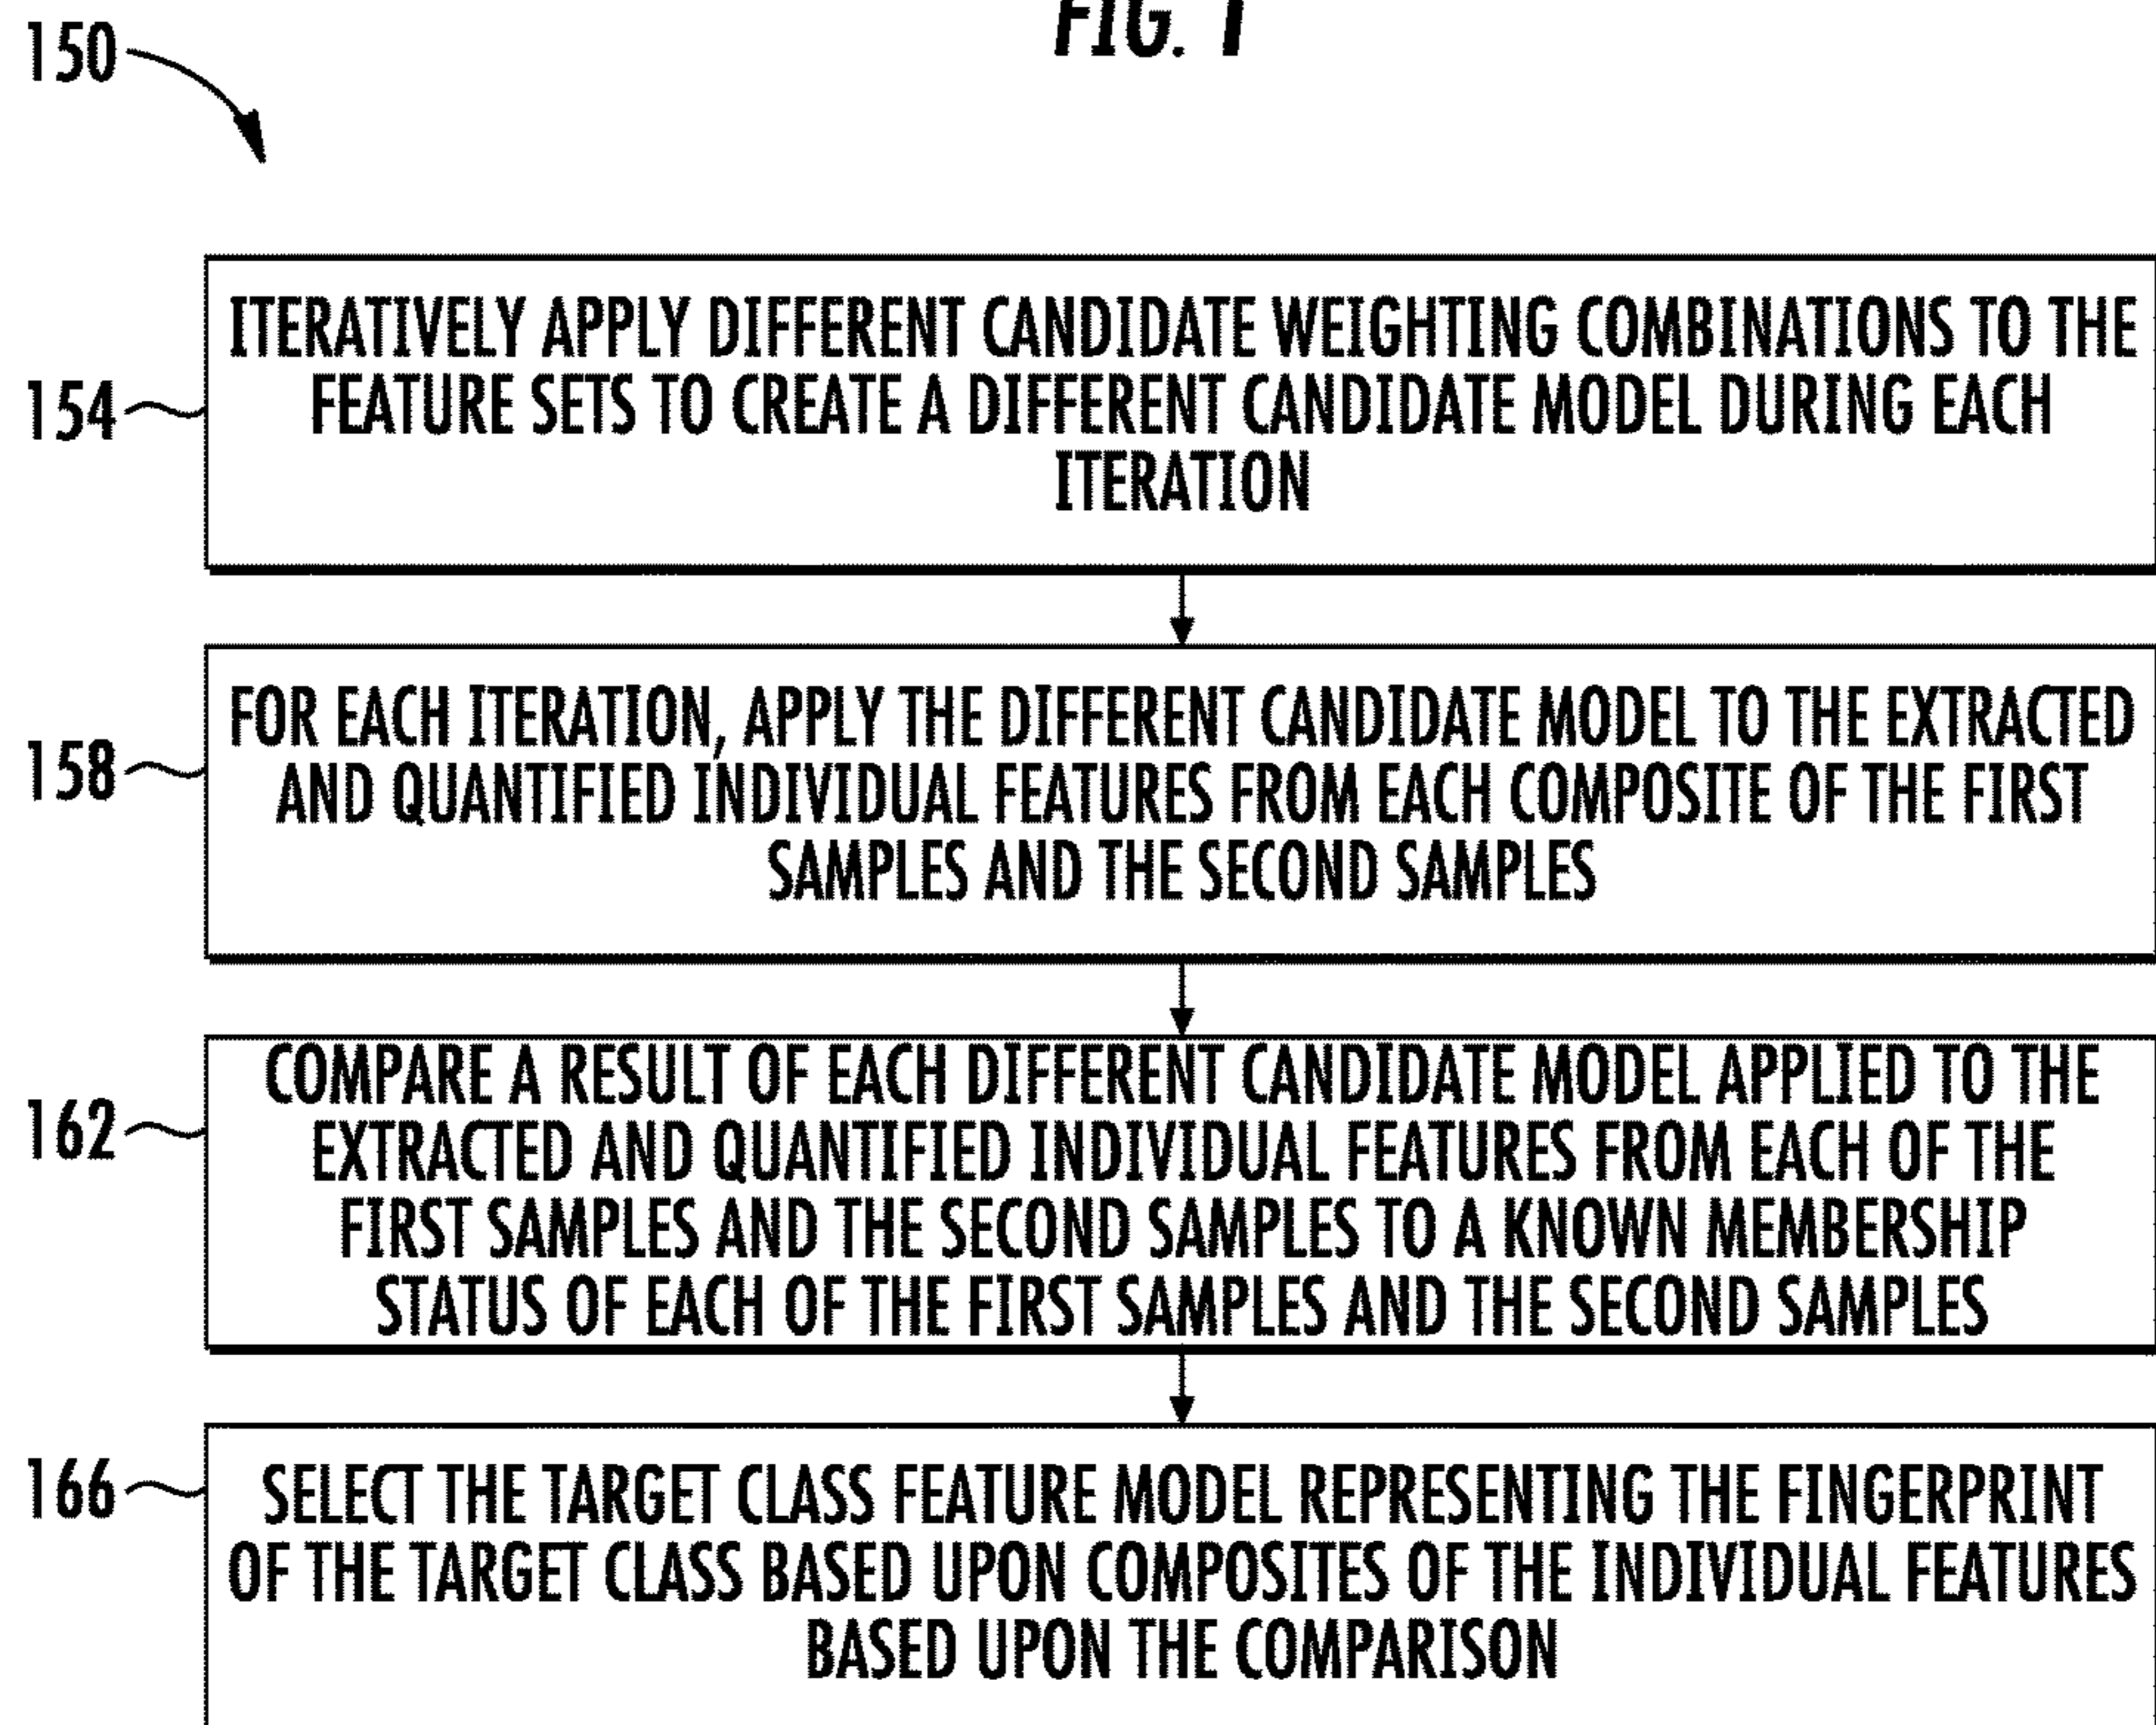 FIG. 1
150
ITERATIVELY APPLY DIFFERENT CANDIDATE WEIGHTING COMBINATIONS TO THE
154
FEATURE SETS TO CREATE A DIFFERENT CANDIDATE MODEL DURING EACH
ITERATION
FOR EACH ITERATION, APPLY THE DIFFERENT CANDIDATE MODEL TO THE EXTRACTED
158
AND QUANTIFIED INDIVIDUAL FEATURES FROM EACH COMPOSITE OF THE FIRST
SAMPLES AND THE SECOND SAMPLES
COMPARE A RESULT OF EACH DIFFERENT CANDIDATE MODEL APPLIED TO THE
162
EXTRACTED AND QUANTIFIED INDIVIDUAL FEATURES FROM EACH OF THE
FIRST SAMPLES AND THE SECOND SAMPLES TO A KNOWN MEMBERSHIP
STATUS OF EACH OF THE FIRST SAMPLES AND THE SECOND SAMPLES
166
SELECT THE TARGET CLASS FEATURE MODEL REPRESENTING THE FINGERPRINT
OF THE TARGET CLASS BASED UPON COMPOSITES OF THE INDIVIDUAL FEATURES
BASED UPON THE COMPARISON